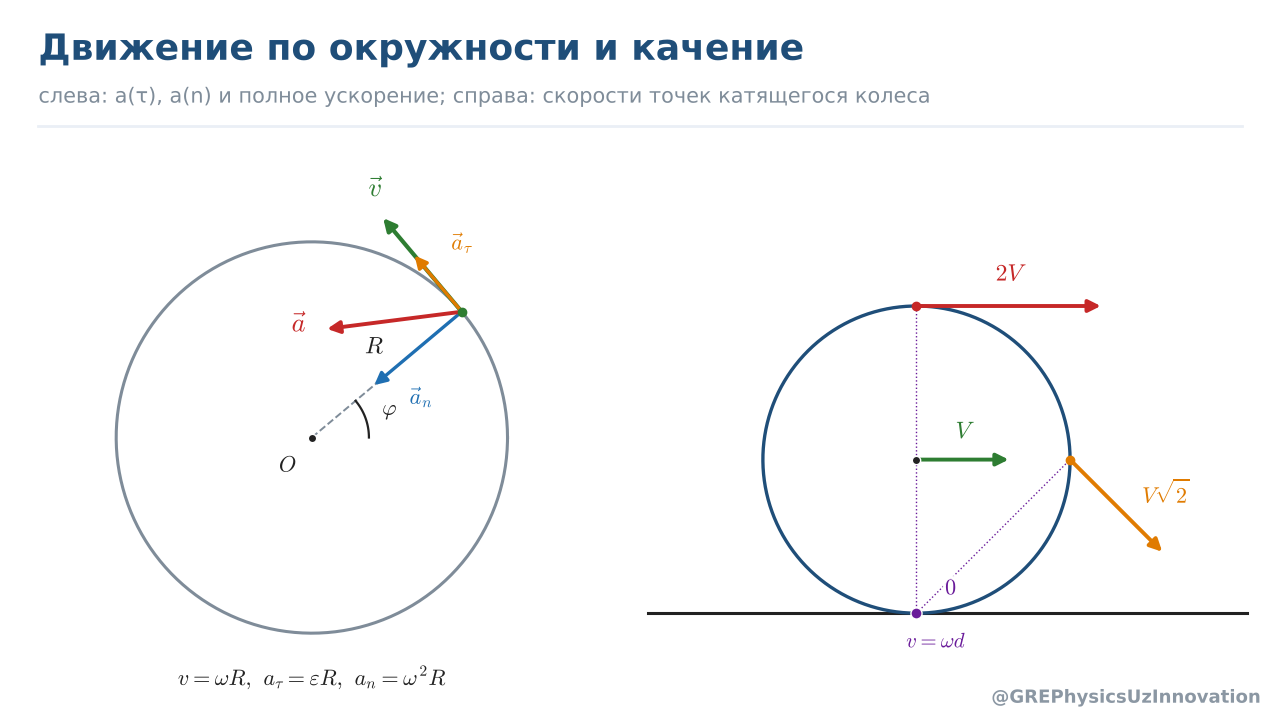 Движение по окружности и качение
слева: a(τ), a(n) и полное ускорение; справа: скорости точек катящегося колеса
v⃗
a⃗τ
a⃗
R
φ
a⃗n
O
v = ωR, aτ = εR, an = ω²R
2V
V
V√2
0
v = ωd
@GREPhysicsUzInnovation